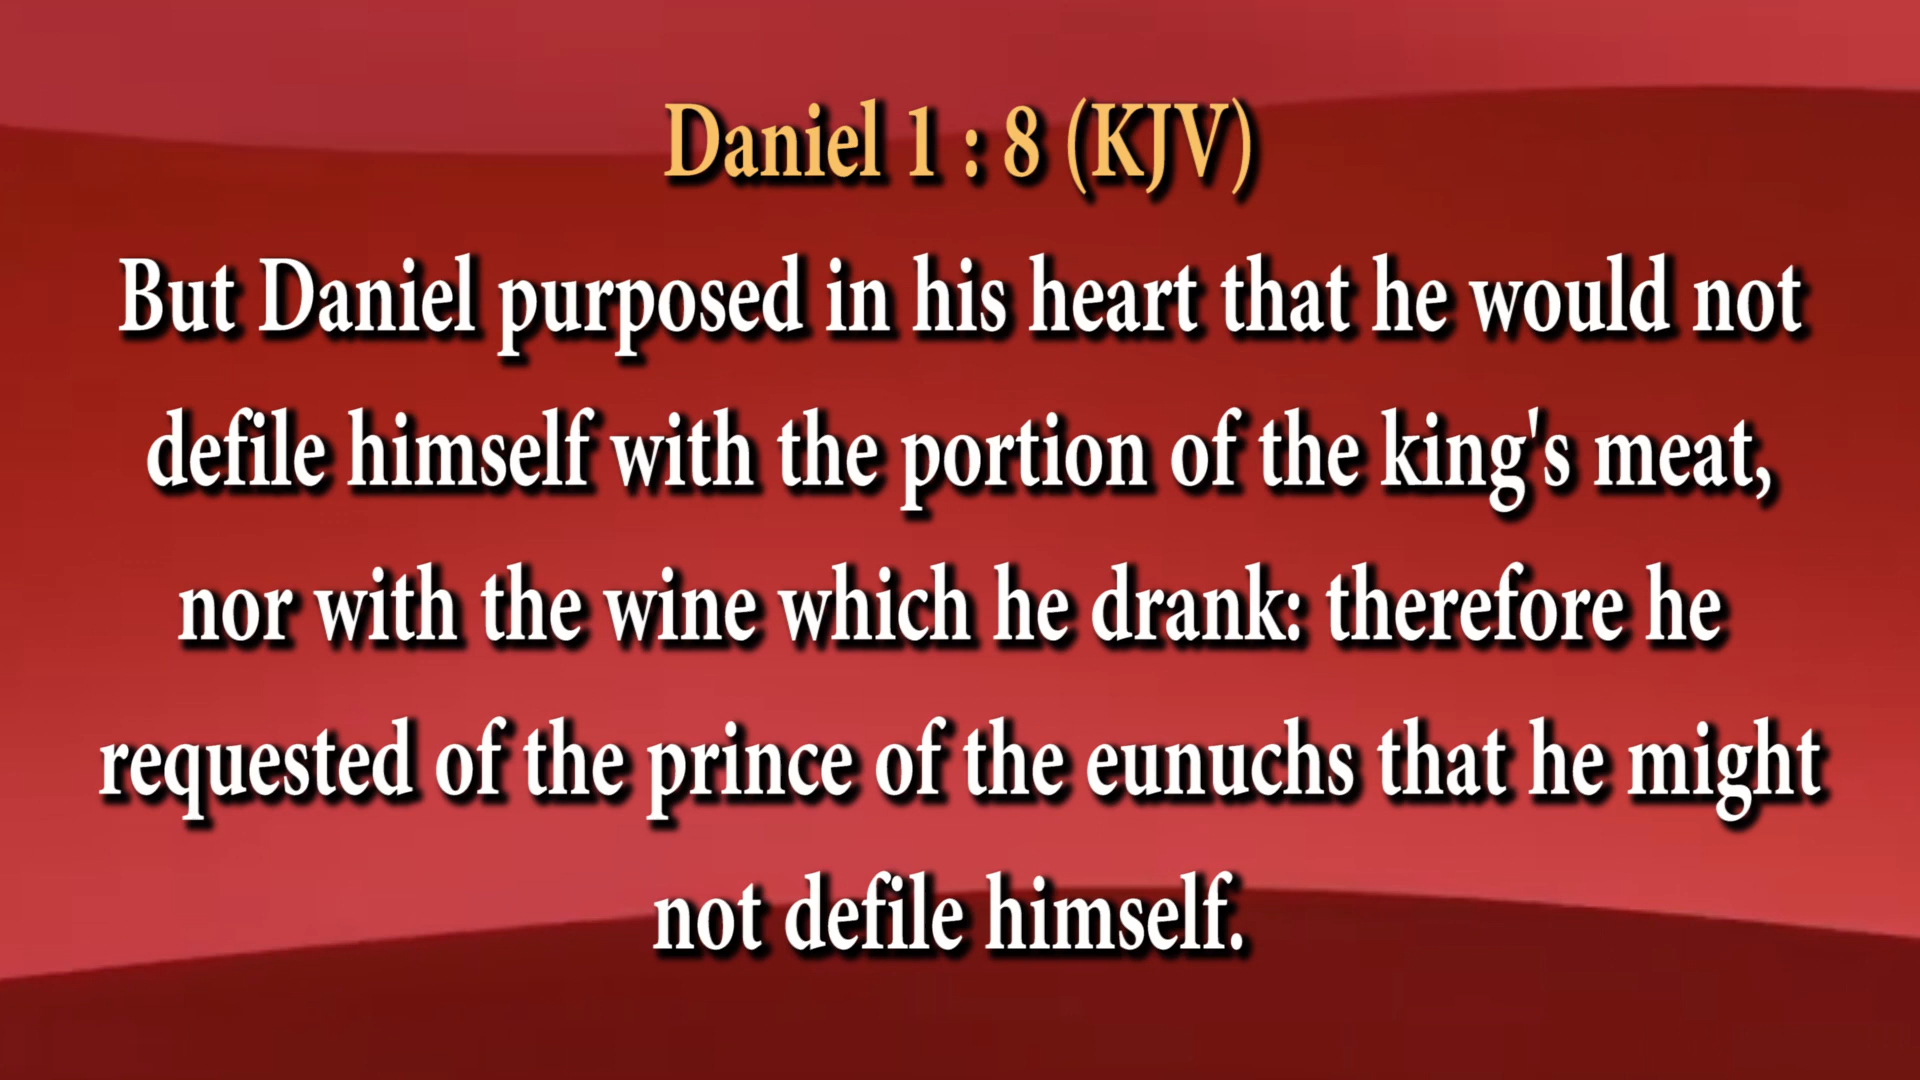 Daniel 1 : 8 (KJV)
But Daniel purposed in his heart that he would not
defile himself with the portion of the king's meat,
nor with the wine which he drank: therefore he
requested of the prince of the eunuchs that he might
not defile himself.